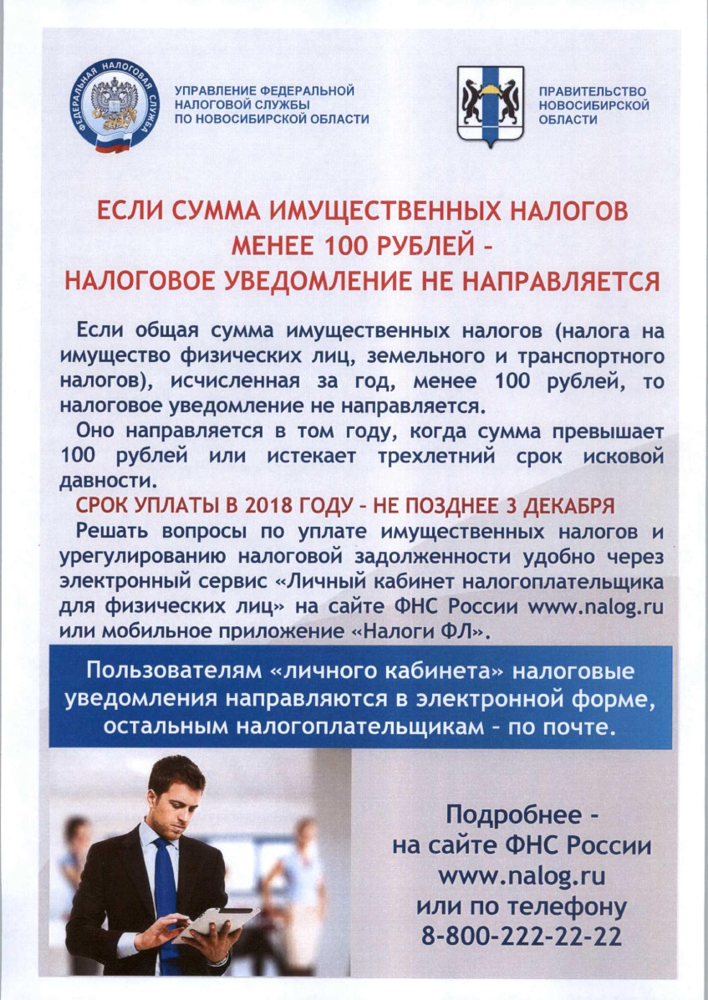 ФЕДЕРАЛЬНАЯ НАЛОГОВАЯ СЛУЖБА
УПРАВЛЕНИЕ ФЕДЕРАЛЬНОЙ
НАЛОГОВОЙ СЛУЖБЫ
ПО НОВОСИБИРСКОЙ ОБЛАСТИ
ПРАВИТЕЛЬСТВО
НОВОСИБИРСКОЙ
ОБЛАСТИ
ЕСЛИ СУММА ИМУЩЕСТВЕННЫХ НАЛОГОВ
МЕНЕЕ 100 РУБЛЕЙ –
НАЛОГОВОЕ УВЕДОМЛЕНИЕ НЕ НАПРАВЛЯЕТСЯ
Если общая сумма имущественных налогов (налога на
имущество физических лиц, земельного и транспортного
налогов), исчисленная за год, менее 100 рублей, то
налоговое уведомление не направляется.
Оно направляется в том году, когда сумма превышает
100 рублей или истекает трехлетний срок исковой
давности.
СРОК УПЛАТЫ В 2018 ГОДУ – НЕ ПОЗДНЕЕ 3 ДЕКАБРЯ
Решать вопросы по уплате имущественных налогов и
урегулированию налоговой задолженности удобно через
электронный сервис «Личный кабинет налогоплательщика
для физических лиц» на сайте ФНС России www.nalog.ru
или мобильное приложение «Налоги ФЛ».
Пользователям «личного кабинета» налоговые
уведомления направляются в электронной форме,
остальным налогоплательщикам – по почте.
Подробнее –
на сайте ФНС России
www.nalog.ru
или по телефону
8-800-222-22-22